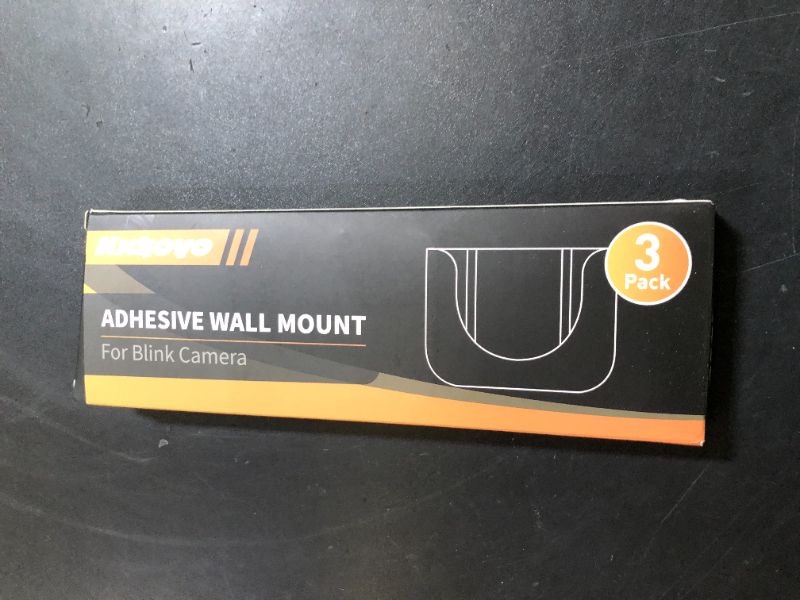 3
Pack
ADHESIVE WALL MOUNT
For Blink Camera